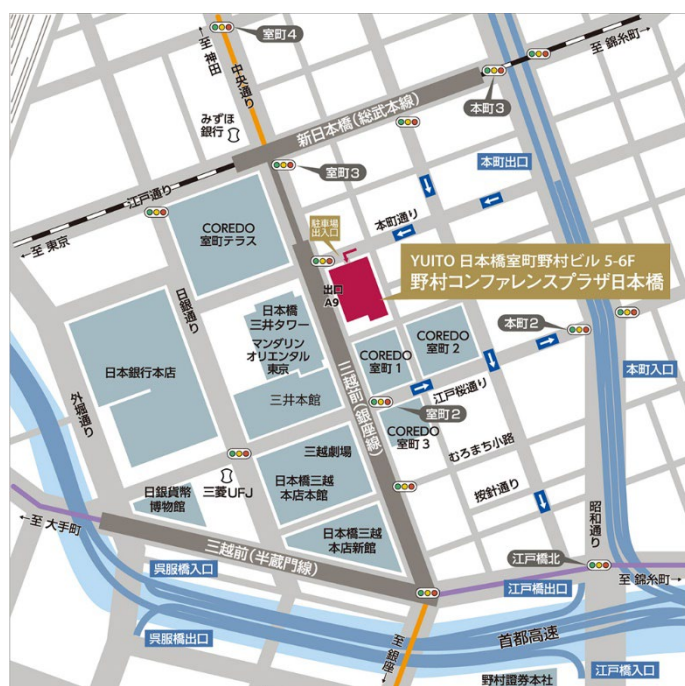 ←至 神田
室町4
中央通り
至 錦糸町→
みずほ
銀行
新日本橋(総武本線)
本町3
本町出口
室町3
江戸通り
←至 東京
COREDO
室町テラス
駐車場
出入口
本町通り
YUITO 日本橋室町野村ビル 5-6F
野村コンファレンスプラザ日本橋
出口
A9
日銀通り
日本橋
三井タワー
マンダリン
オリエンタル
東京
COREDO
室町1
COREDO
室町2
本町2
本町入口
日本銀行本店
三井本館
三越前(銀座線)
江戸桜通り
室町2
COREDO
室町3
外堀通り
三越劇場
日本橋三越
本店本館
むろまち小路
日銀貨幣
博物館
三菱UFJ
按針通り
昭和通り
←至 大手町
三越前(半蔵門線)
日本橋三越
本店新館
江戸橋北
呉服橋入口
江戸橋出口
至 錦糸町→
呉服橋出口
至 銀座→
首都高速
野村證券本社
江戸橋入口